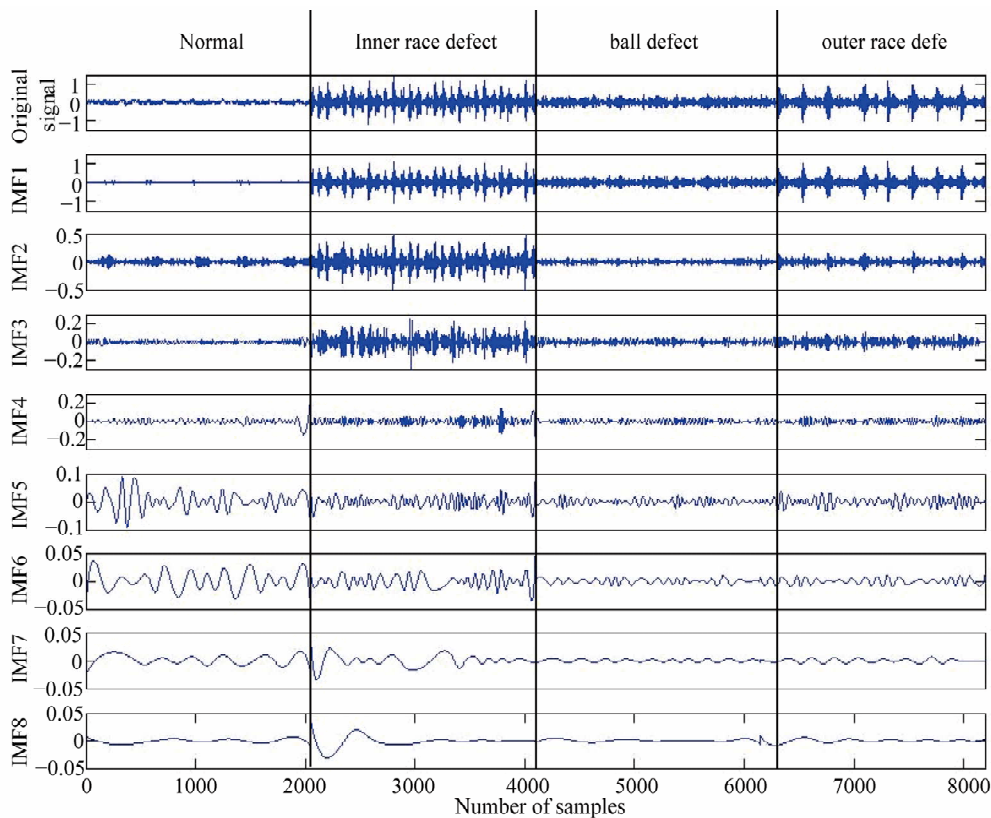 Normal Inner race defect ball defect outer race defe
Original signal
1
0
−1
IMF1
1
0
−1
IMF2
0.5
0
−0.5
IMF3
0.2
0
−0.2
IMF4
0.2
0
−0.2
IMF5
0.1
0
−0.1
IMF6
0.05
0
−0.05
IMF7
0.05
0
−0.05
IMF8
0.05
0
−0.05
0 1000 2000 3000 4000 5000 6000 7000 8000
Number of samples